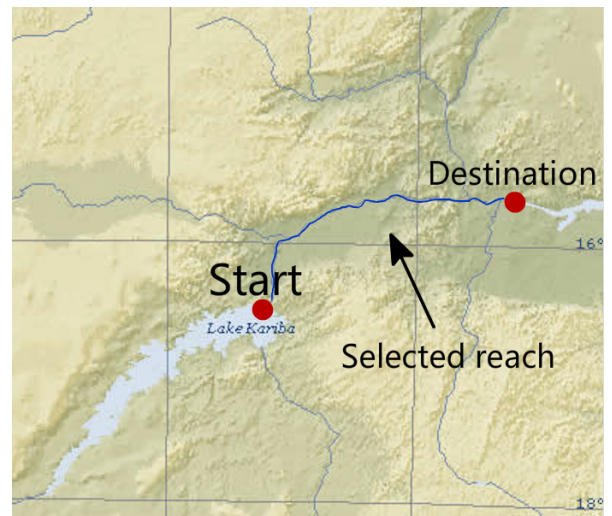 Destination
16°
Start
Lake Kariba
Selected reach
18°